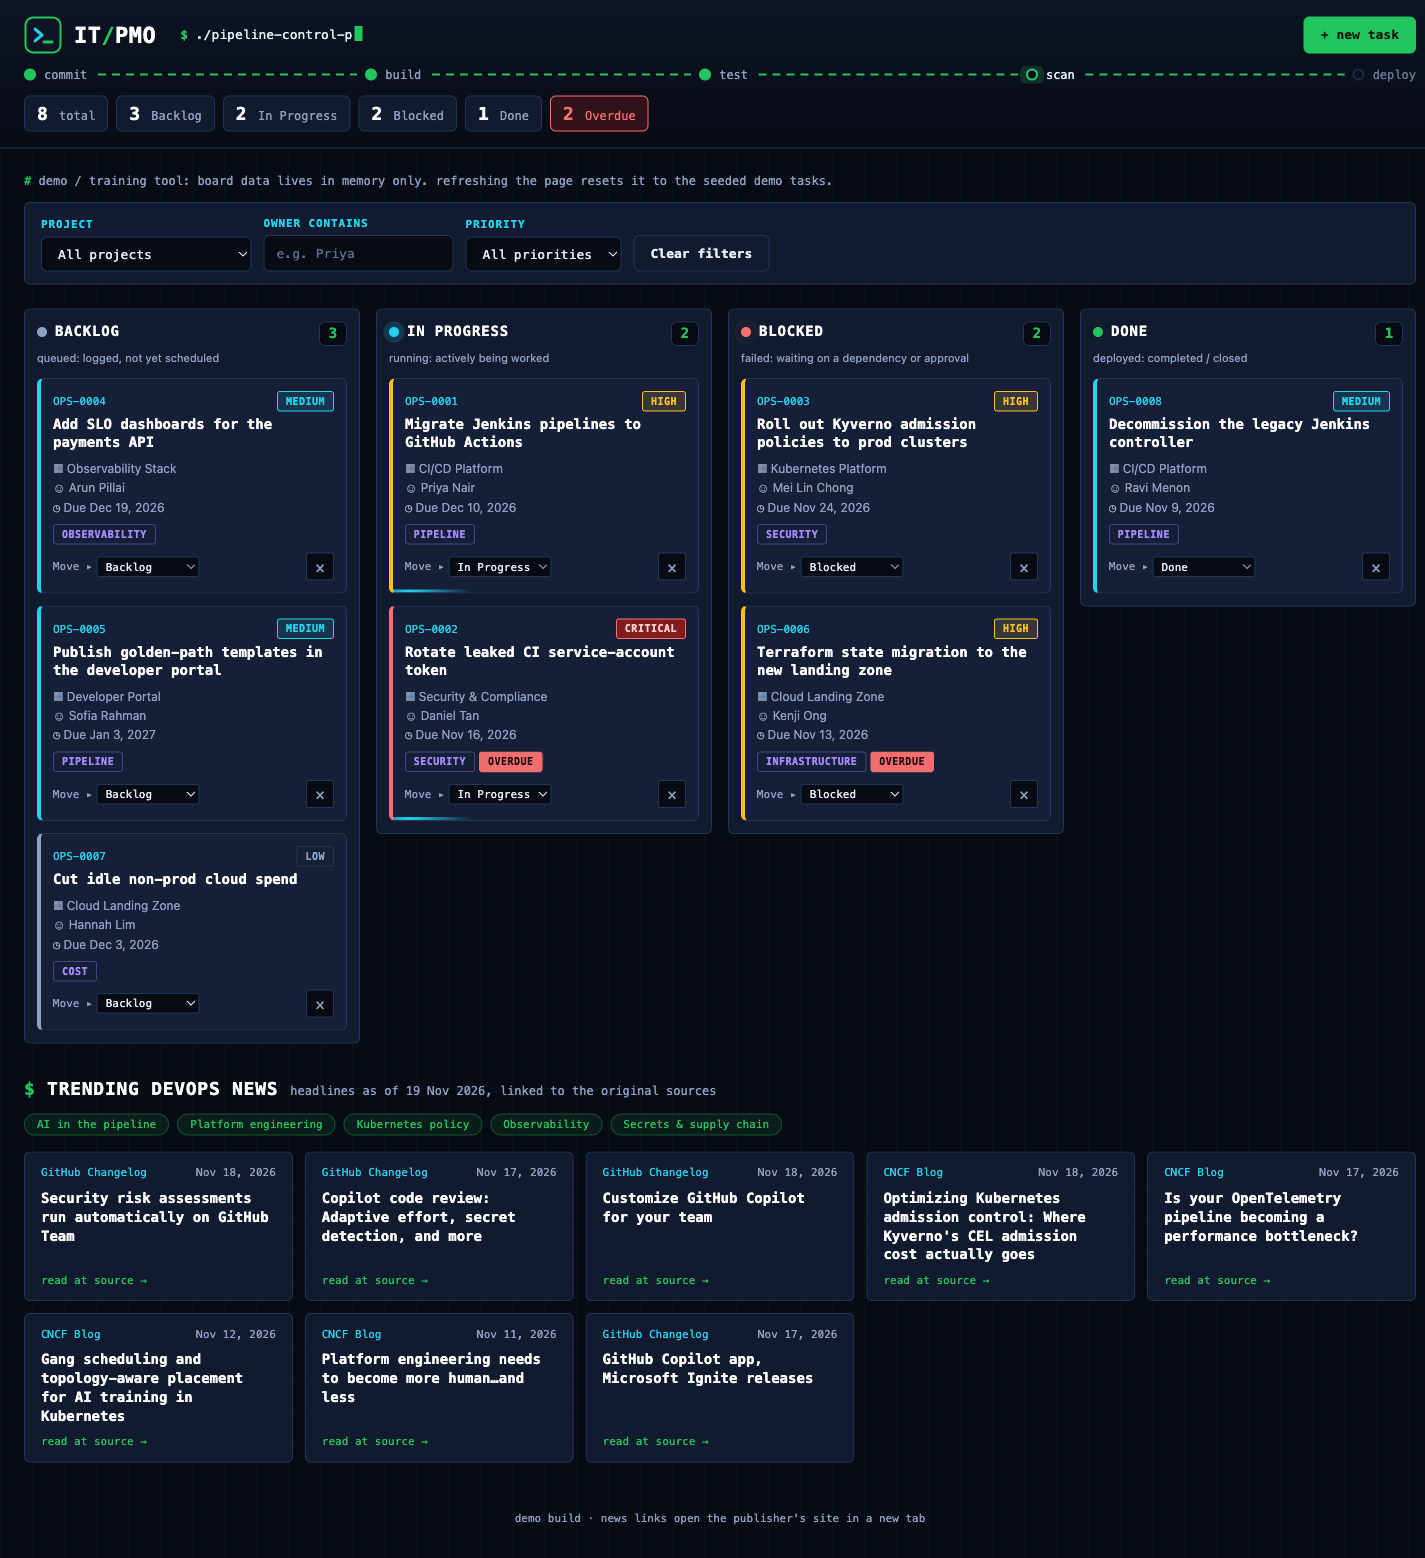 IT/PMO
$ ./pipeline-control-p
+ new task
commit
build
test
scan
deploy
8 total
3 Backlog
2 In Progress
2 Blocked
1 Done
2 Overdue
# demo / training tool: board data lives in memory only. refreshing the page resets it to the seeded demo tasks.
PROJECT
All projects
OWNER CONTAINS
e.g. Priya
PRIORITY
All priorities
Clear filters
BACKLOG 3
queued: logged, not yet scheduled
OPS-0004 MEDIUM
Add SLO dashboards for the
payments API
Observability Stack
Arun Pillai
Due Dec 19, 2026
OBSERVABILITY
Move ▸ Backlog ×
OPS-0005 MEDIUM
Publish golden-path templates in
the developer portal
Developer Portal
Sofia Rahman
Due Jan 3, 2027
PIPELINE
Move ▸ Backlog ×
OPS-0007 LOW
Cut idle non-prod cloud spend
Cloud Landing Zone
Hannah Lim
Due Dec 3, 2026
COST
Move ▸ Backlog ×
IN PROGRESS 2
running: actively being worked
OPS-0001 HIGH
Migrate Jenkins pipelines to
GitHub Actions
CI/CD Platform
Priya Nair
Due Dec 10, 2026
PIPELINE
Move ▸ In Progress ×
OPS-0002 CRITICAL
Rotate leaked CI service-account
token
Security & Compliance
Daniel Tan
Due Nov 16, 2026
SECURITY OVERDUE
Move ▸ In Progress ×
BLOCKED 2
failed: waiting on a dependency or approval
OPS-0003 HIGH
Roll out Kyverno admission
policies to prod clusters
Kubernetes Platform
Mei Lin Chong
Due Nov 24, 2026
SECURITY
Move ▸ Blocked ×
OPS-0006 HIGH
Terraform state migration to the
new landing zone
Cloud Landing Zone
Kenji Ong
Due Nov 13, 2026
INFRASTRUCTURE OVERDUE
Move ▸ Blocked ×
DONE 1
deployed: completed / closed
OPS-0008 MEDIUM
Decommission the legacy Jenkins
controller
CI/CD Platform
Ravi Menon
Due Nov 9, 2026
PIPELINE
Move ▸ Done ×
$ TRENDING DEVOPS NEWS headlines as of 19 Nov 2026, linked to the original sources
AI in the pipeline
Platform engineering
Kubernetes policy
Observability
Secrets & supply chain
GitHub Changelog Nov 18, 2026
Security risk assessments
run automatically on GitHub
Team
read at source →
GitHub Changelog Nov 17, 2026
Copilot code review:
Adaptive effort, secret
detection, and more
read at source →
GitHub Changelog Nov 18, 2026
Customize GitHub Copilot
for your team
read at source →
CNCF Blog Nov 18, 2026
Optimizing Kubernetes
admission control: Where
Kyverno's CEL admission
cost actually goes
read at source →
CNCF Blog Nov 17, 2026
Is your OpenTelemetry
pipeline becoming a
performance bottleneck?
read at source →
CNCF Blog Nov 12, 2026
Gang scheduling and
topology-aware placement
for AI training in
Kubernetes
read at source →
CNCF Blog Nov 11, 2026
Platform engineering needs
to become more human…and
less
read at source →
GitHub Changelog Nov 17, 2026
GitHub Copilot app,
Microsoft Ignite releases
read at source →
demo build · news links open the publisher's site in a new tab